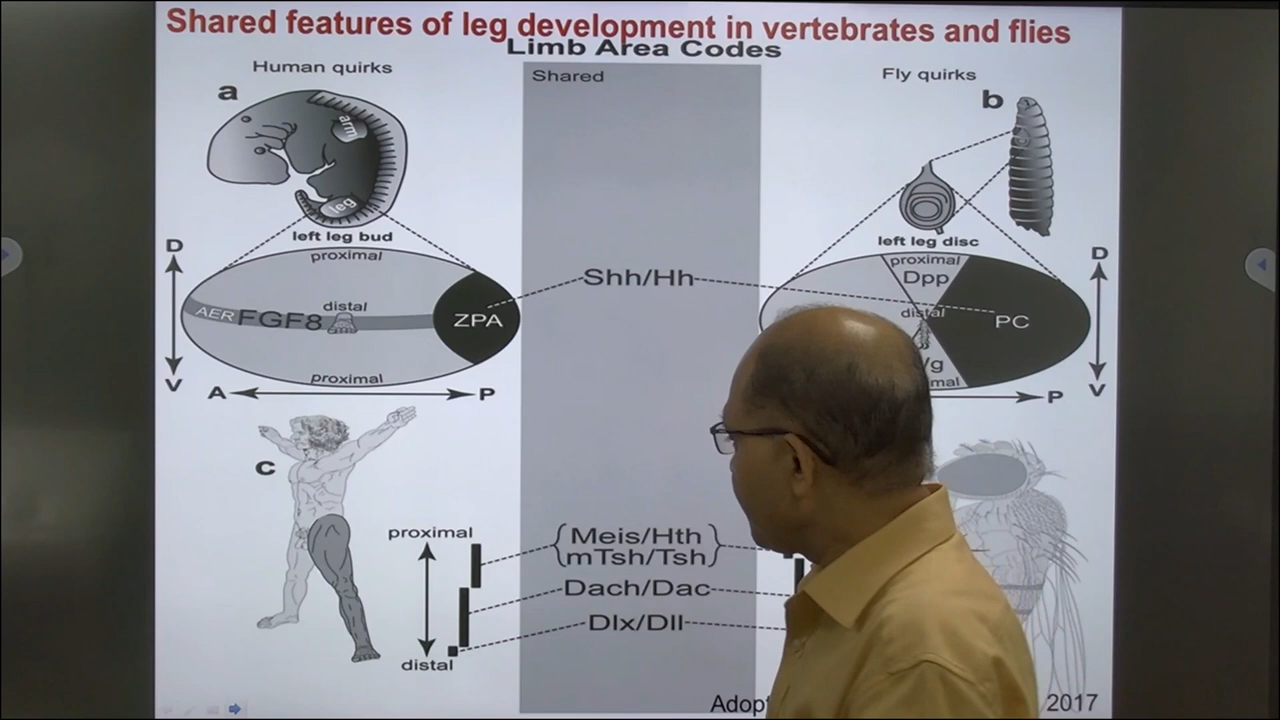 Shared features of leg development in vertebrates and flies
Limb Area Codes
Human quirks
Shared
Fly quirks
a
b
arm
leg
left leg bud
left leg disc
D
proximal
proximal
D
Dpp
Shh/Hh
AER
FGF8
distal
ZPA
distal
PC
/g
V
proximal
mal
V
A
P
P
c
proximal
Meis/Hth
mTsh/Tsh
Dach/Dac
Dlx/Dll
distal
Adop
2017